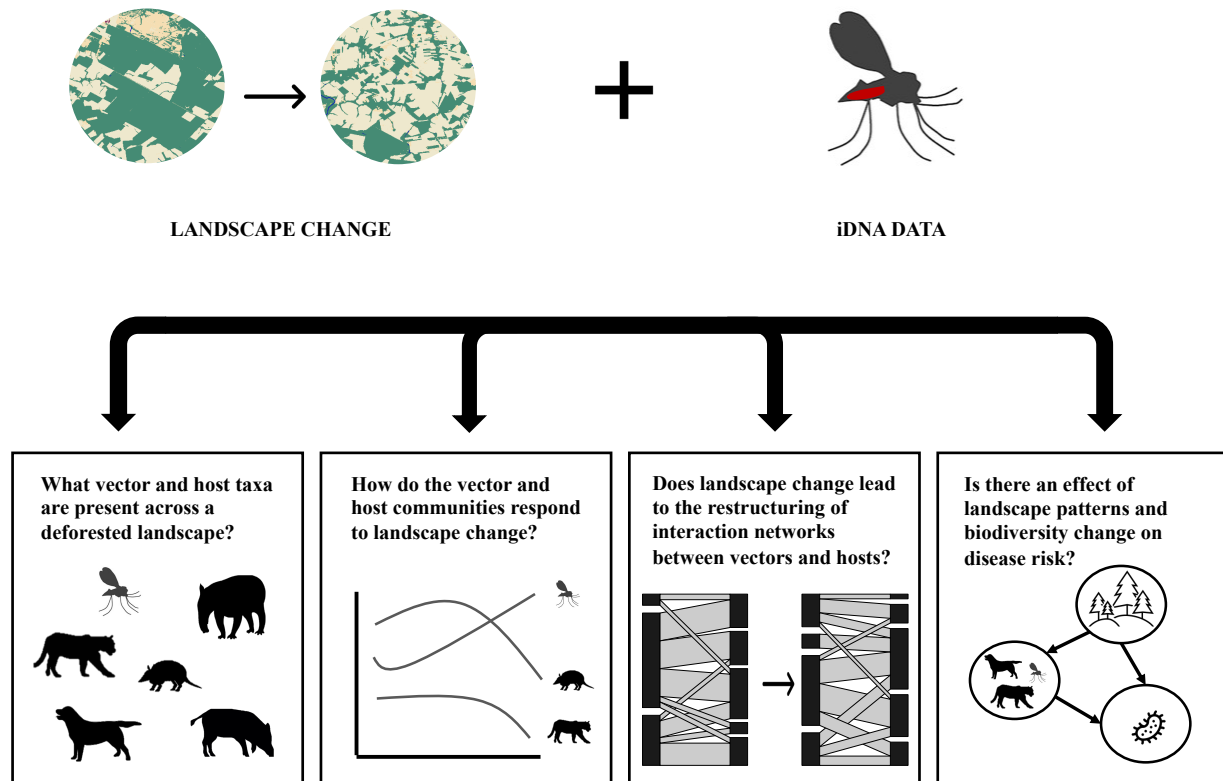 LANDSCAPE CHANGE
iDNA DATA
What vector and host taxa
are present across a
deforested landscape?
How do the vector and
host communities respond
to landscape change?
Does landscape change lead
to the restructuring of
interaction networks
between vectors and hosts?
Is there an effect of
landscape patterns and
biodiversity change on
disease risk?